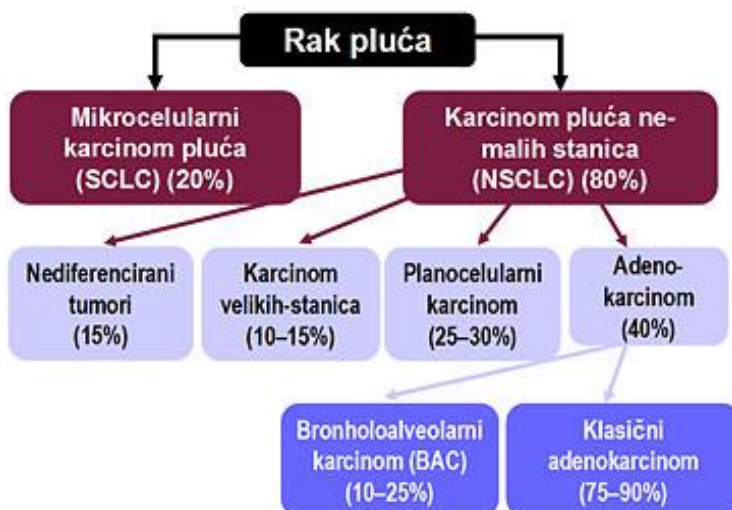 Rak pluća
Mikrocelularni
karcinom pluća
(SCLC) (20%)
Karcinom pluća ne-
malih stanica
(NSCLC) (80%)
Nediferencirani
tumori
(15%)
Karcinom
velikih-stanica
(10–15%)
Planocelularni
karcinom
(25–30%)
Adeno-
karcinom
(40%)
Bronholoalveolarni
karcinom (BAC)
(10–25%)
Klasični
adenokarcinom
(75–90%)